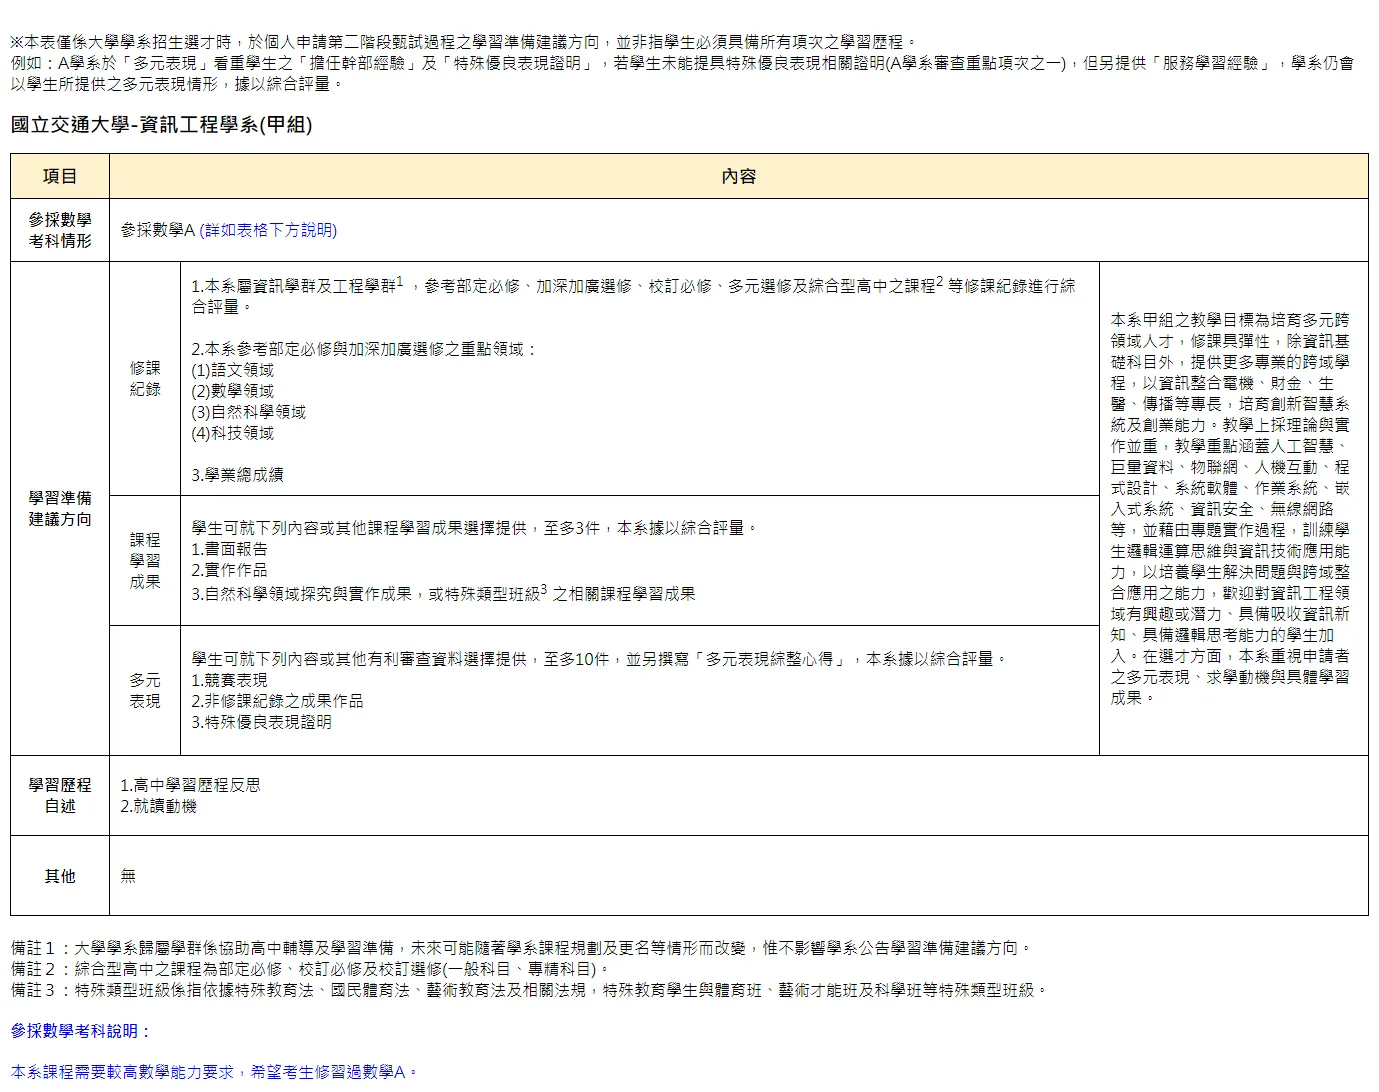 ※本表僅係大學學系招生選才時，於個人申請第二階段甄試過程之學習準備建議方向，並非指學生必須具備所有項次之學習歷程。
例如：A學系於「多元表現」看重學生之「擔任幹部經驗」及「特殊優良表現證明」，若學生未能提具特殊優良表現相關證明(A學系審查重點項次之一)，但另提供「服務學習經驗」，學系仍會
以學生所提供之多元表現情形，據以綜合評量。
國立交通大學-資訊工程學系(甲組)
項目
內容
參採數學
考科情形
參採數學A (詳如表格下方說明)
學習準備
建議方向
修課
紀錄
1.本系屬資訊學群及工程學群1 ，參考部定必修、加深加廣選修、校訂必修、多元選修及綜合型高中之課程2 等修課紀錄進行綜
合評量。
2.本系參考部定必修與加深加廣選修之重點領域：
(1)語文領域
(2)數學領域
(3)自然科學領域
(4)科技領域
3.學業總成績
課程
學習
成果
學生可就下列內容或其他課程學習成果選擇提供，至多3件，本系據以綜合評量。
1.書面報告
2.實作作品
3.自然科學領域探究與實作成果，或特殊類型班級3 之相關課程學習成果
多元
表現
學生可就下列內容或其他有利審查資料選擇提供，至多10件，並另撰寫「多元表現綜整心得」，本系據以綜合評量。
1.競賽表現
2.非修課紀錄之成果作品
3.特殊優良表現證明
本系甲組之教學目標為培育多元跨
領域人才，修課具彈性，除資訊基
礎科目外，提供更多專業的跨域學
程，以資訊整合電機、財金、生
醫、傳播等專長，培育創新智慧系
統及創業能力。教學上採理論與實
作並重，教學重點涵蓋人工智慧、
巨量資料、物聯網、人機互動、程
式設計、系統軟體、作業系統、嵌
入式系統、資訊安全、無線網路
等，並藉由專題實作過程，訓練學
生邏輯運算思維與資訊技術應用能
力，以培養學生解決問題與跨域整
合應用之能力，歡迎對資訊工程領
域有興趣或潛力、具備吸收資訊新
知、具備邏輯思考能力的學生加
入。在選才方面，本系重視申請者
之多元表現、求學動機與具體學習
成果。
學習歷程
自述
1.高中學習歷程反思
2.就讀動機
其他
無
備註１：大學學系歸屬學群係協助高中輔導及學習準備，未來可能隨著學系課程規劃及更名等情形而改變，惟不影響學系公告學習準備建議方向。
備註２：綜合型高中之課程為部定必修、校訂必修及校訂選修(一般科目、專精科目)。
備註３：特殊類型班級係指依據特殊教育法、國民體育法、藝術教育法及相關法規，特殊教育學生與體育班、藝術才能班及科學班等特殊類型班級。
參採數學考科說明：
本系課程需要較高數學能力要求，希望考生修習過數學A。